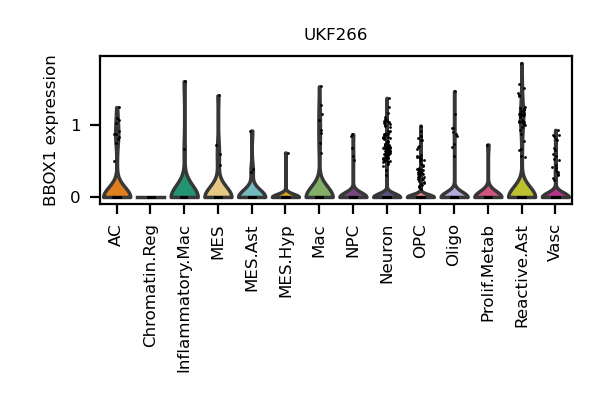 UKF266
BBOX1 expression
1
0
AC
Chromatin.Reg
Inflammatory.Mac
MES
MES.Ast
MES.Hyp
Mac
NPC
Neuron
OPC
Oligo
Prolif.Metab
Reactive.Ast
Vasc